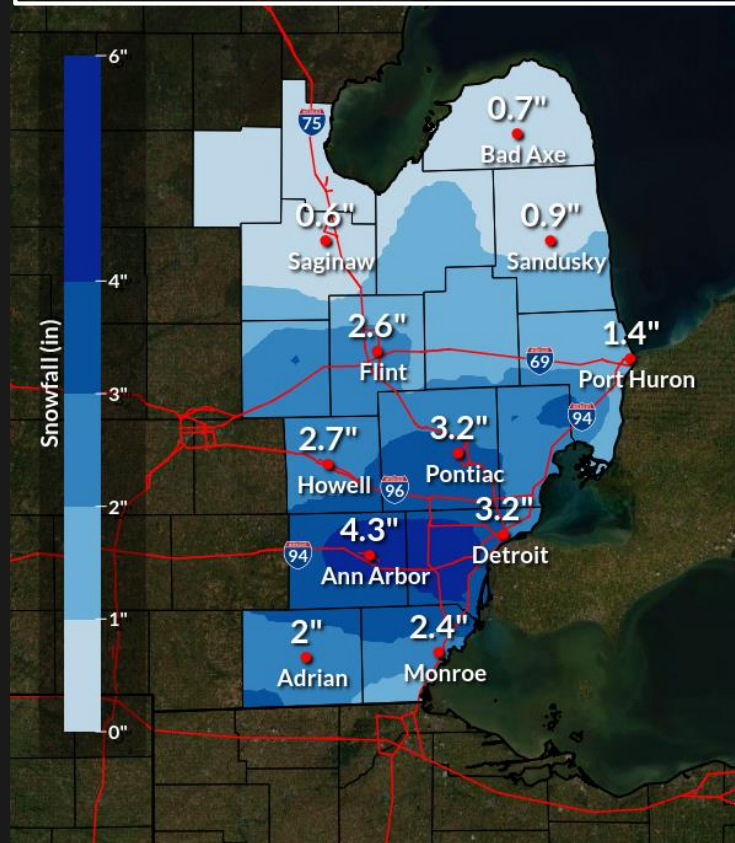 6"
4"
3"
2"
1"
0"
Snowfall (in)
75
0.7"
Bad Axe
0.6"
Saginaw
0.9"
Sandusky
2.6"
Flint
69
1.4"
Port Huron
94
2.7"
Howell
3.2"
Pontiac
96
3.2"
Detroit
94
4.3"
Ann Arbor
2"
Adrian
2.4"
Monroe